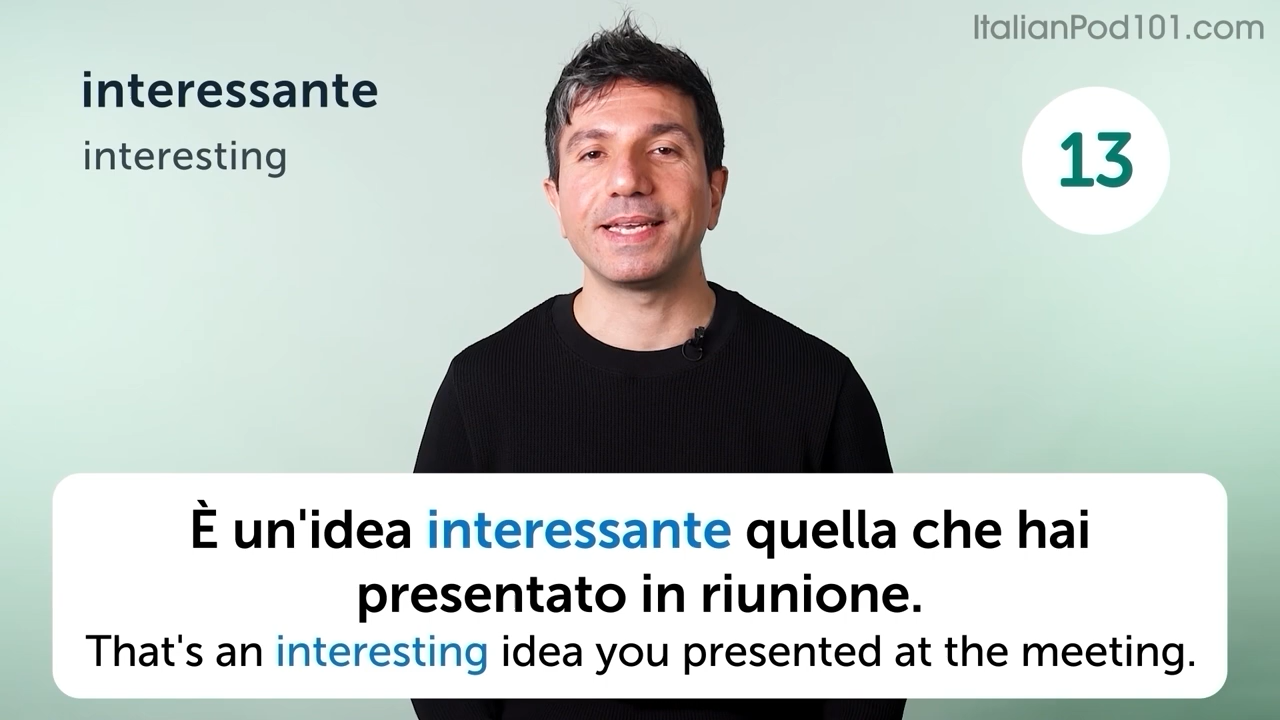 ItalianPod101.com
interessante
interesting
13
È un'idea interessante quella che hai
presentato in riunione.
That's an interesting idea you presented at the meeting.